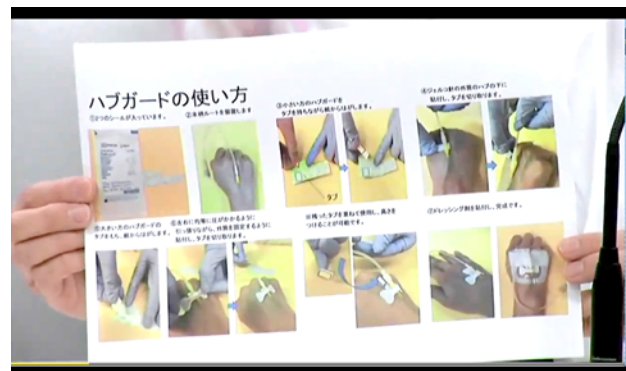 ハブガードの使い方
①2つのシールが入っています。
②末梢ルートを留置します
③小さい方のハブガードを
タブを持ちながら紙からはがします。
④ジェルコ針の外筒のハブの下に
貼付し、タブを切り取ります。
タブ
⑤大きい方のハブガードの
タブをもち、紙からはがします。
⑥左右に均等に圧がかかるように
引っ張りながら、外筒を固定するように
貼付し、タブを切り取ります。
※残ったタブを重ねて使用し、高さを
つけることが可能です。
⑦ドレッシング剤を貼付し、完成です。